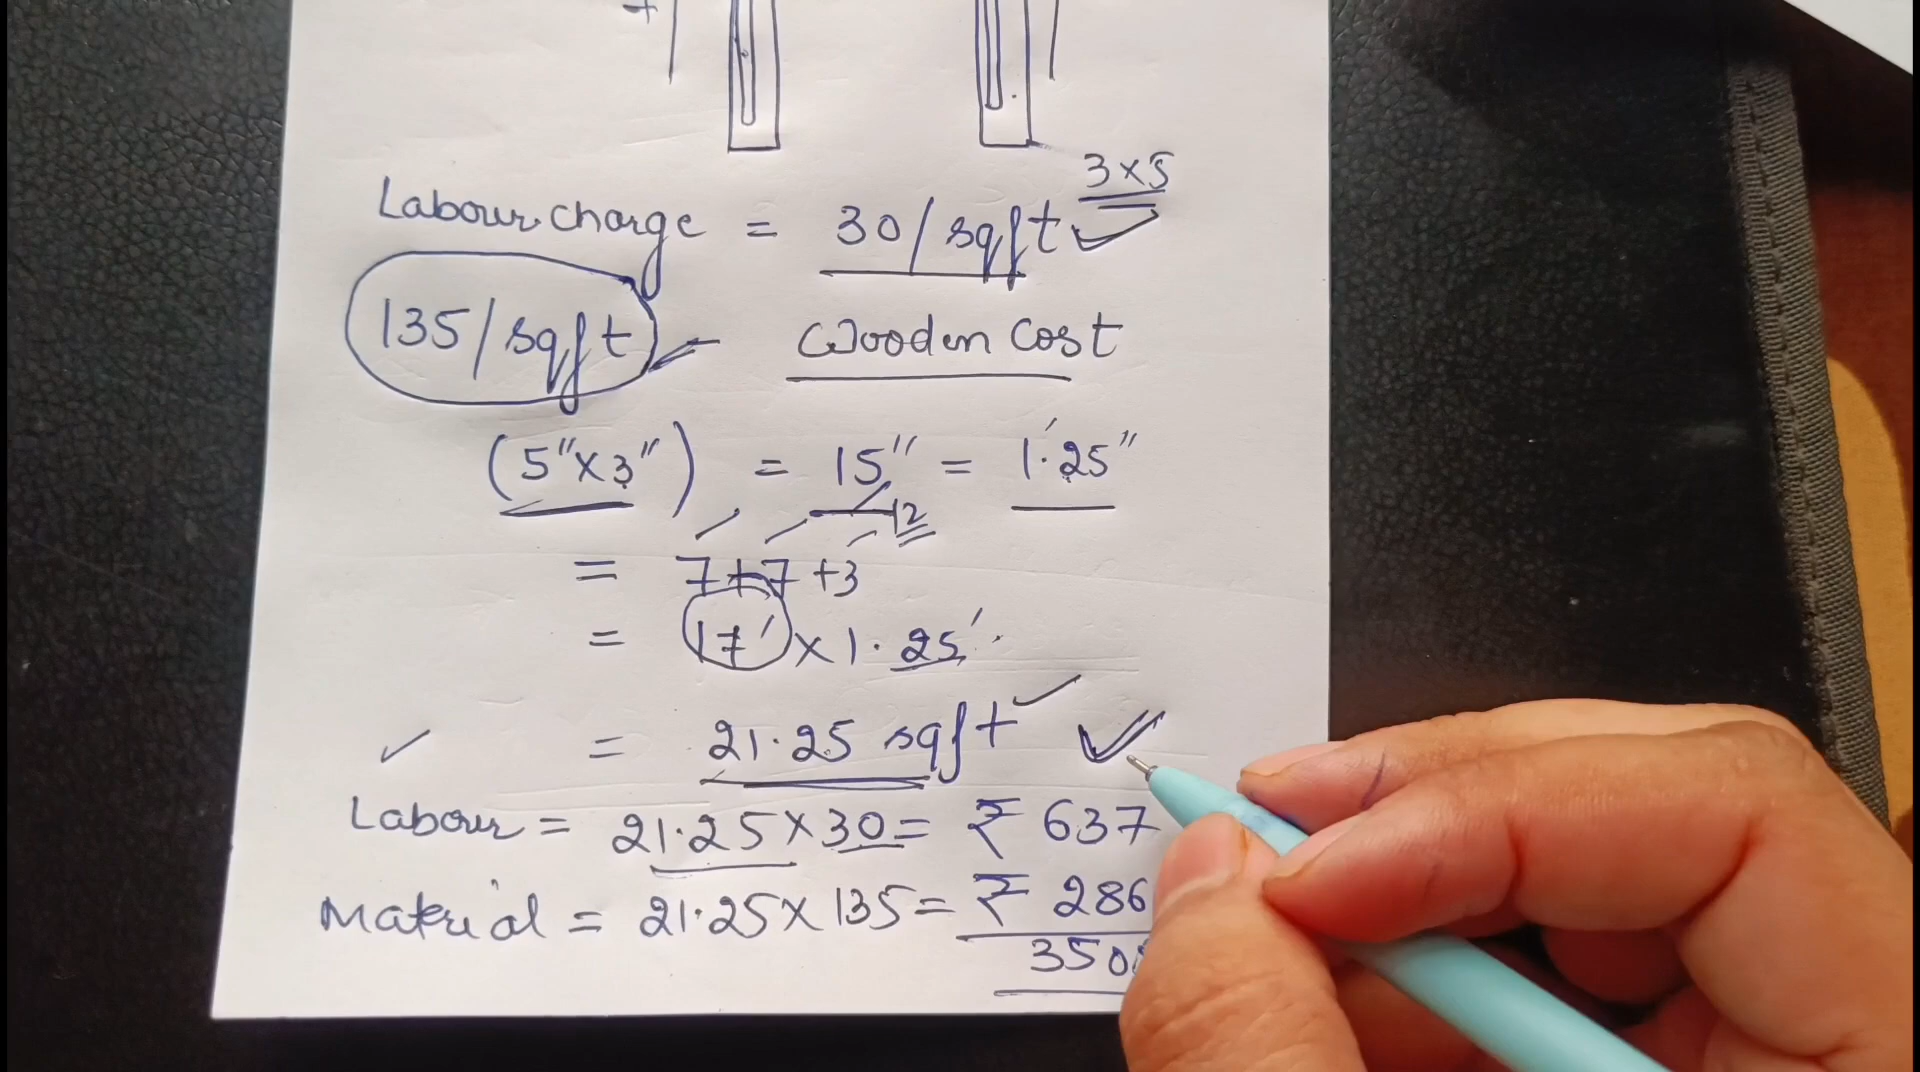 3 x 5
Labour charge = 30/sqft
135/sqft Wooden Cost
(5"x3") = 15"/12 = 1'.25"
= 7+7+3
= 17' x 1.25'
= 21.25 sqft
Labour = 21.25 x 30 = ₹ 637
Material = 21.25 x 135 = ₹ 286
350